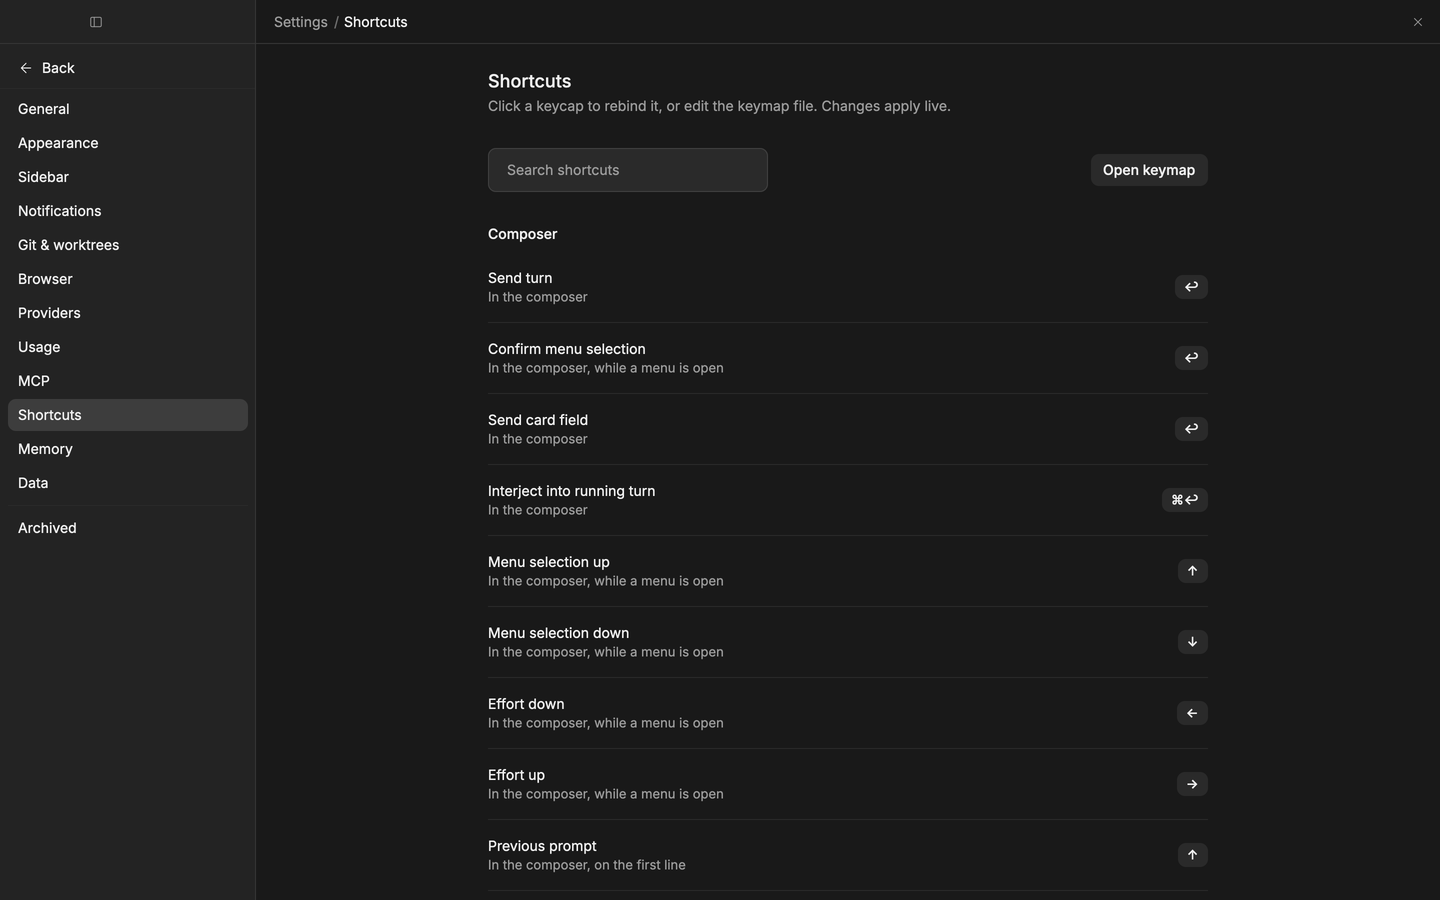 Settings / Shortcuts
Back
General
Appearance
Sidebar
Notifications
Git & worktrees
Browser
Providers
Usage
MCP
Shortcuts
Memory
Data
Archived
Shortcuts
Click a keycap to rebind it, or edit the keymap file. Changes apply live.
Search shortcuts
Open keymap
Composer
Send turn
In the composer
↩
Confirm menu selection
In the composer, while a menu is open
↩
Send card field
In the composer
↩
Interject into running turn
In the composer
⌘↩
Menu selection up
In the composer, while a menu is open
↑
Menu selection down
In the composer, while a menu is open
↓
Effort down
In the composer, while a menu is open
←
Effort up
In the composer, while a menu is open
→
Previous prompt
In the composer, on the first line
↑